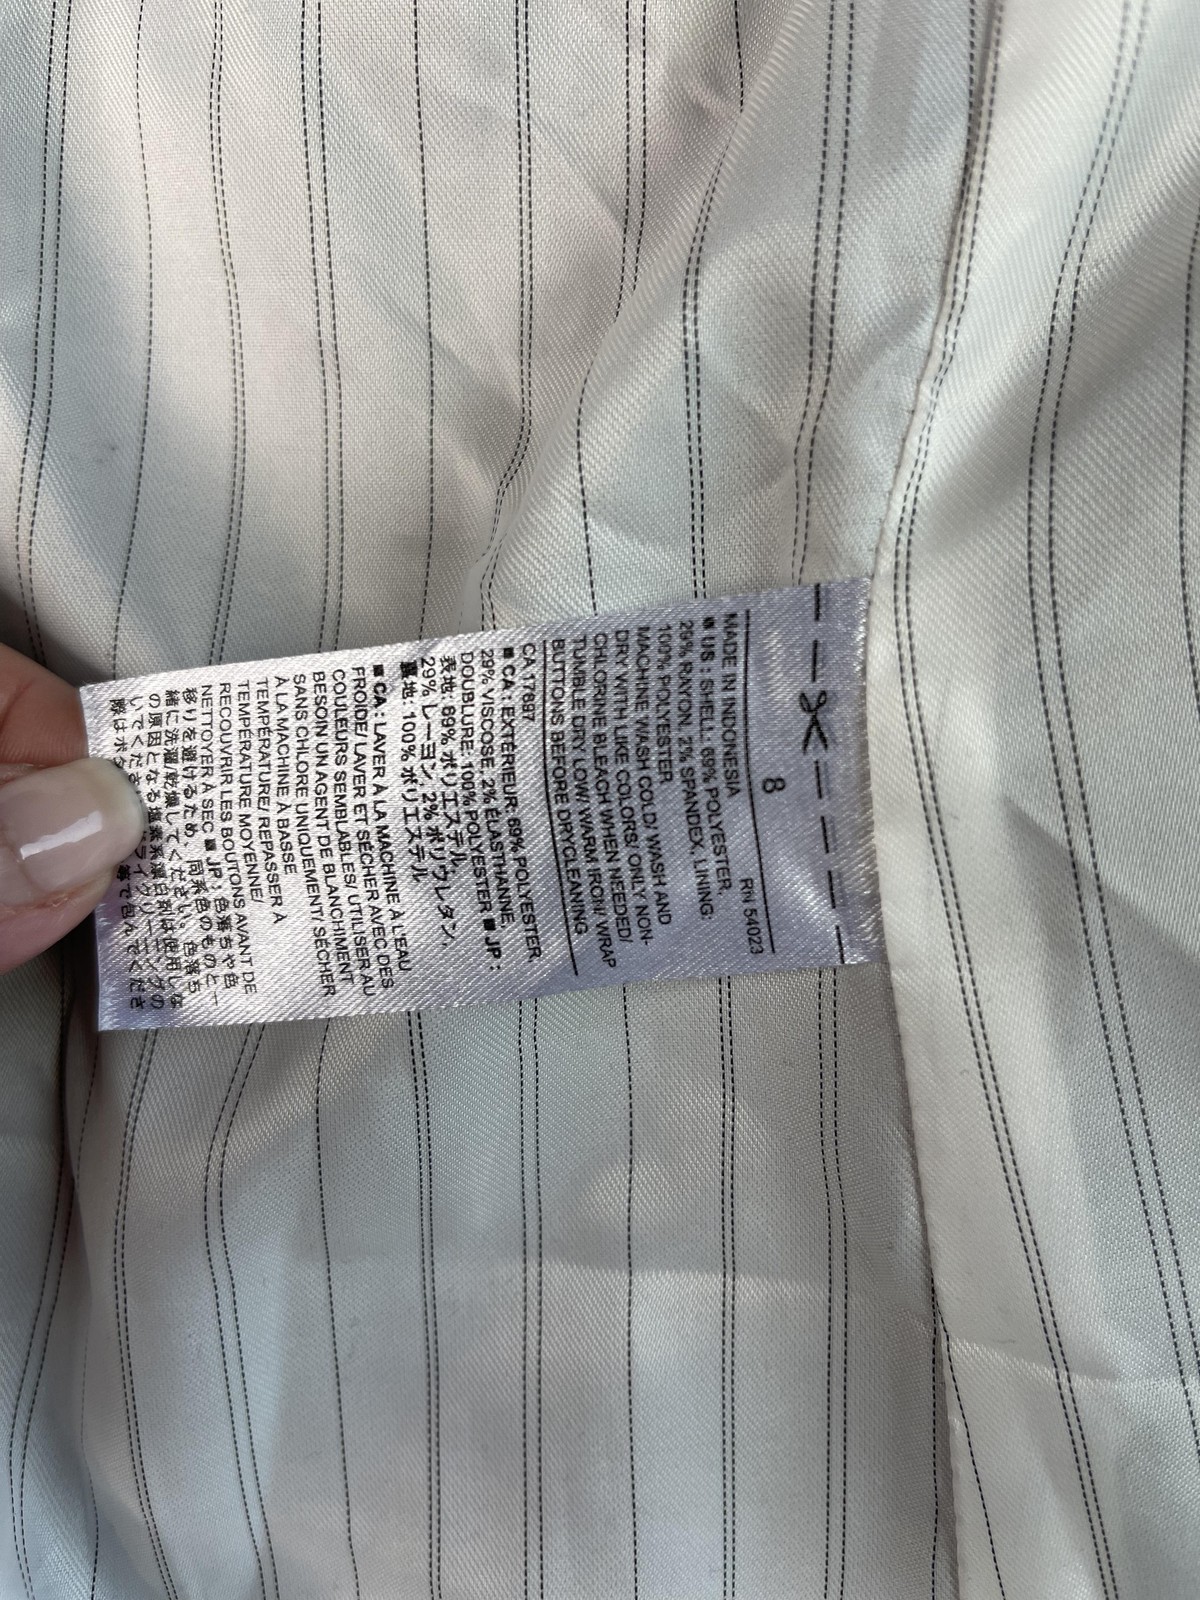 8
RN 54023
MADE IN INDONESIA
■ US : SHELL: 69% POLYESTER,
29% RAYON, 2% SPANDEX, LINING:
100% POLYESTER
MACHINE WASH COLD/ WASH AND
DRY WITH LIKE COLORS/ ONLY NON-
CHLORINE BLEACH WHEN NEEDED/
TUMBLE DRY LOW/ WARM IRON/ WRAP
BUTTONS BEFORE DRYCLEANING
CA 17897
■ CA : EXTÉRIEUR: 69% POLYESTER,
29% VISCOSE, 2% ÉLASTHANNE,
DOUBLURE: 100% POLYESTER ■ JP :
表地: 69% ポリエステル,
29% レーヨン, 2% ポリウレタン,
裏地: 100% ポリエステル
■ CA : LAVER À LA MACHINE À L'EAU
FROIDE/ LAVER ET SÉCHER AVEC DES
COULEURS SEMBLABLES/ UTILISER AU
BESOIN UN AGENT DE BLANCHIMENT
SANS CHLORE UNIQUEMENT/ SÉCHER
À LA MACHINE À BASSE
TEMPÉRATURE/ REPASSER À
TEMPÉRATURE MOYENNE/
RECOUVRIR LES BOUTONS AVANT DE
NETTOYER À SEC ■ JP : 色落ちや色
移りを避けるため、同系色のものと一
緒に洗濯乾燥してください。色落ち
の原因となる塩素系漂白剤は使用しな
いでください ドライクリーニングの
際はボタ 等で包んでくださ